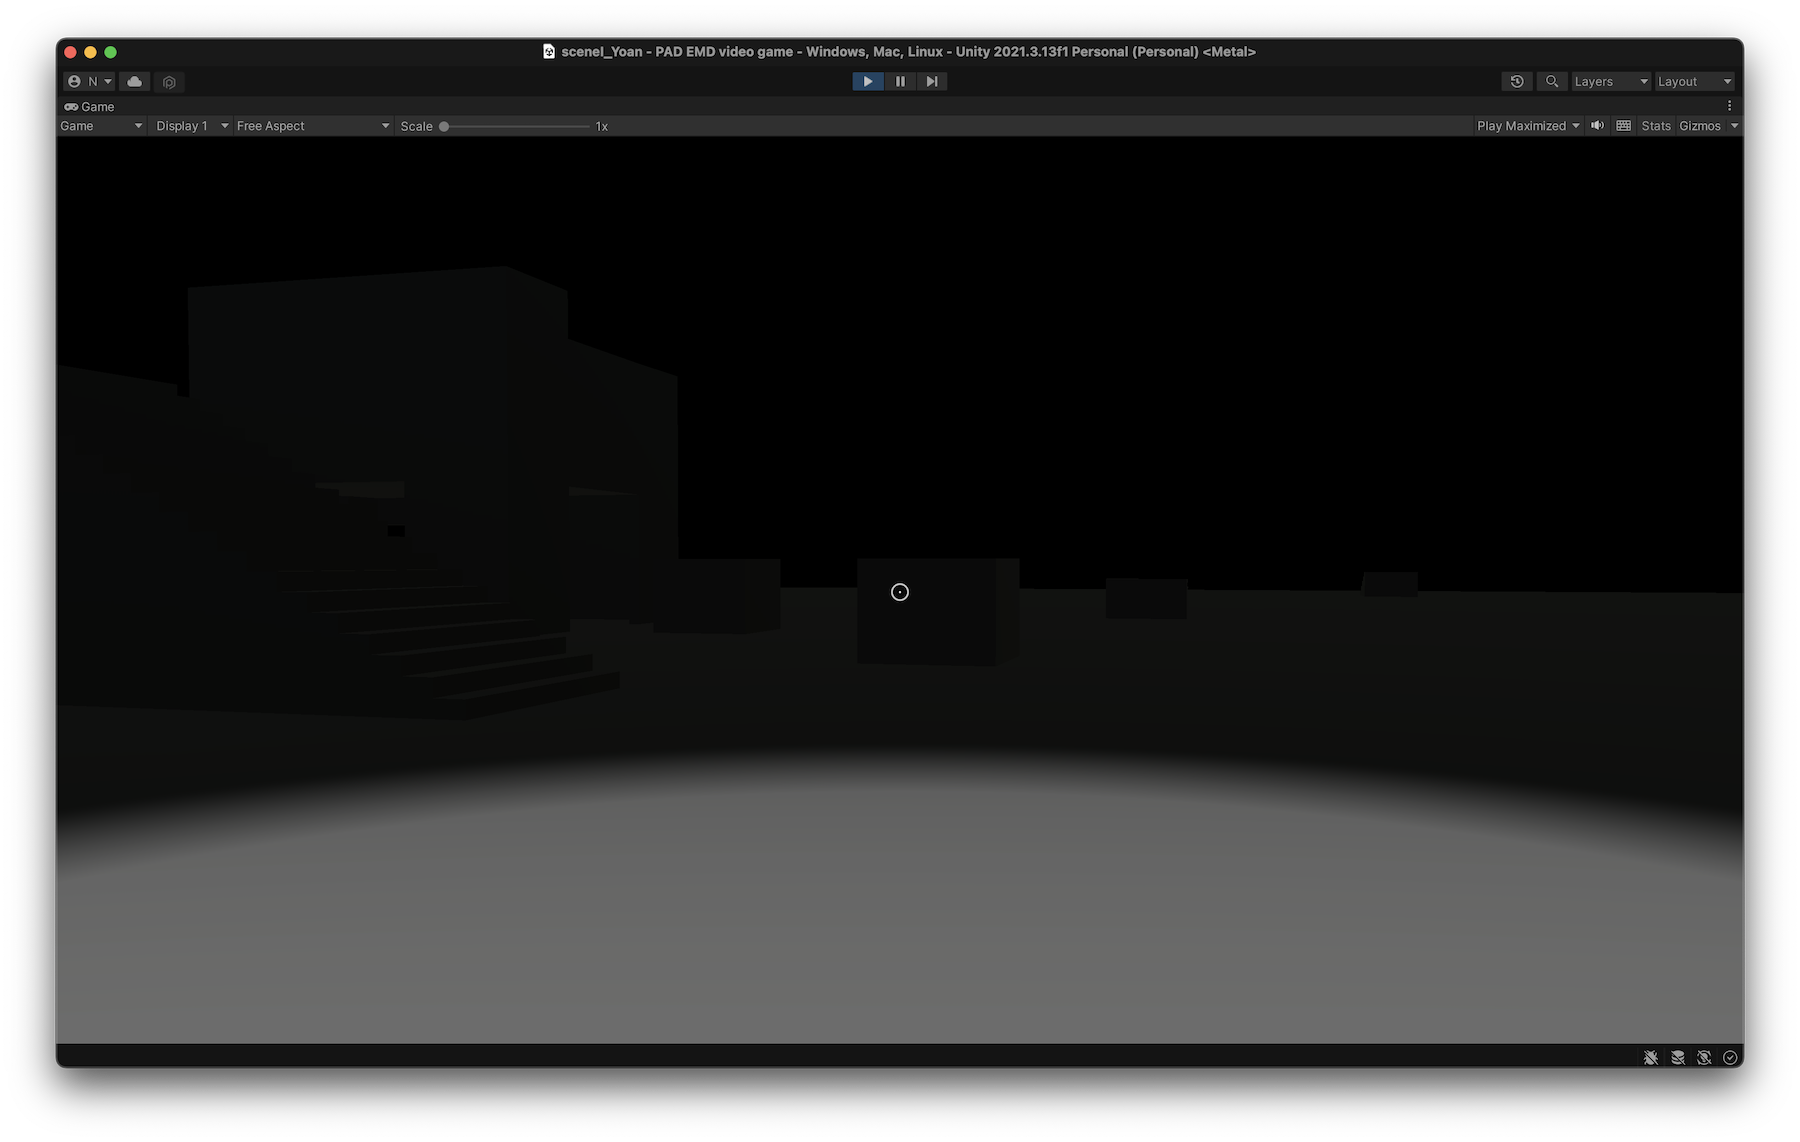 scenel_Yoan - PAD EMD video game - Windows, Mac, Linux - Unity 2021.3.13f1 Personal (Personal) <Metal>
N Layers Layout
Game
Game Display 1 Free Aspect Scale 1x Play Maximized Stats Gizmos